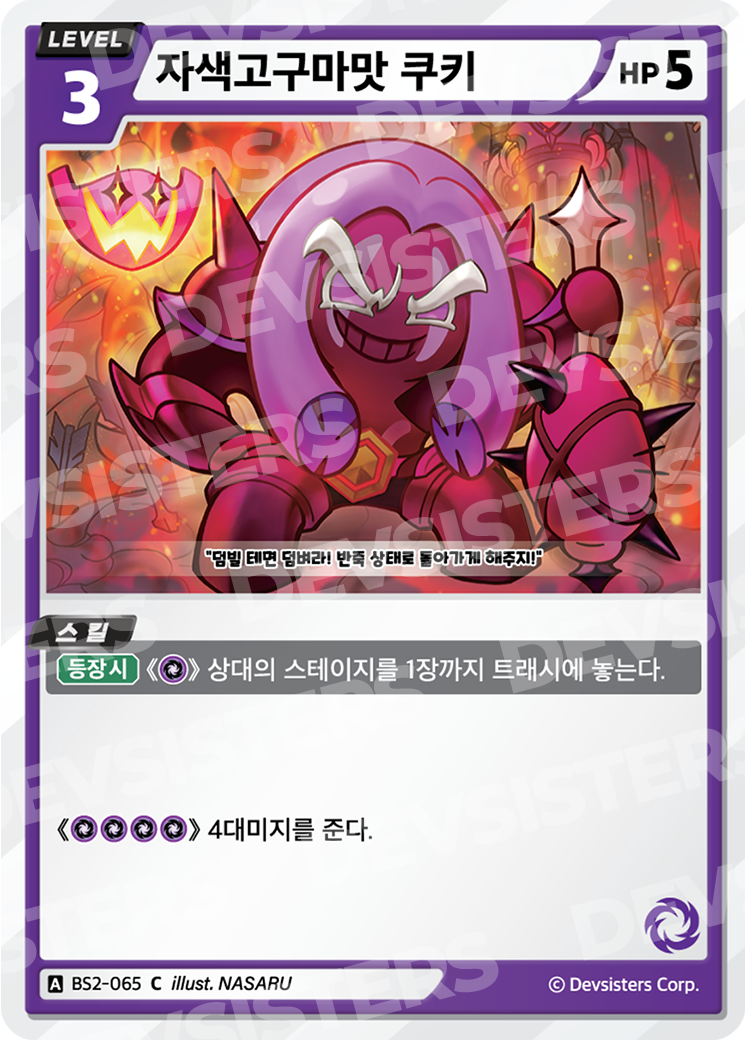 LEVEL
3
자색고구마맛 쿠키
HP 5
"덤빌 테면 덤벼라! 반죽 상태로 돌아가게 해주지!"
스킬
등장시 《》 상대의 스테이지를 1장까지 트래시에 놓는다.
《》 4대미지를 준다.
A BS2-065 C illust. NASARU
© Devsisters Corp.
DEVSISTERS